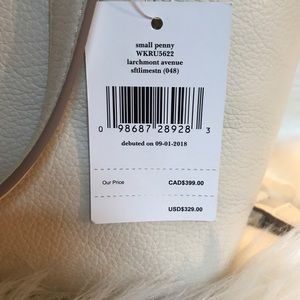 small penny
WKRU5622
larchmont avenue
sftlimestn (048)
0 98687 28928 3
debuted on 09-01-2018
Our Price CAD$399.00
USD$329.00